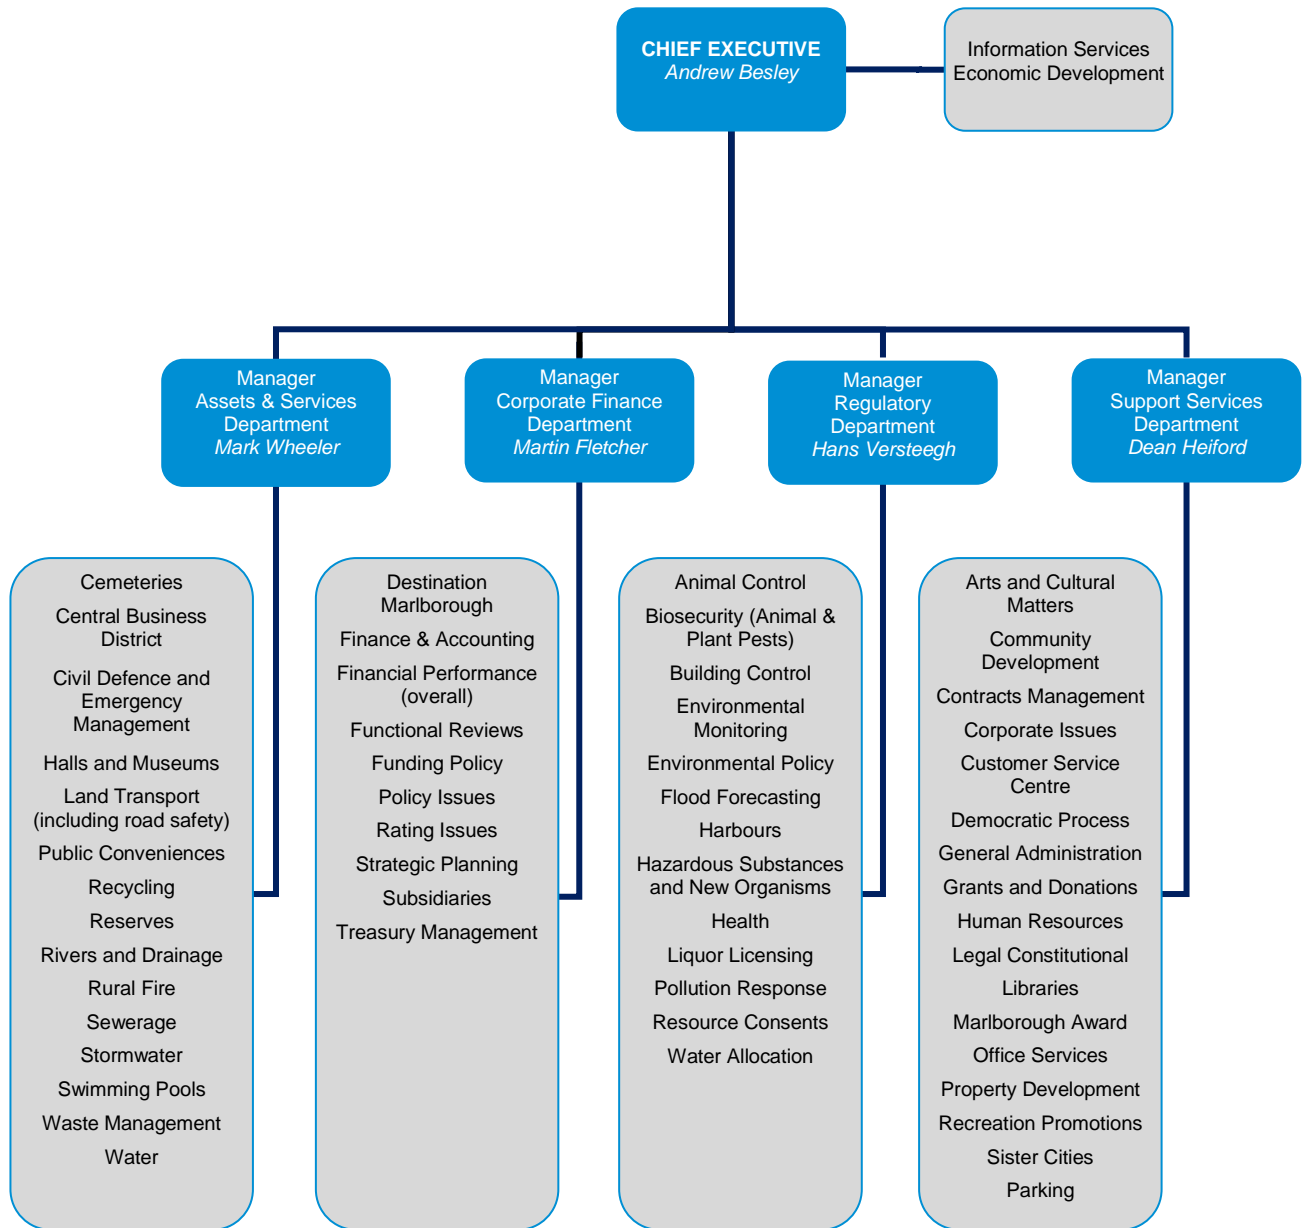 CHIEF EXECUTIVE
Andrew Besley
Information Services
Economic Development
Manager
Assets & Services
Department
Mark Wheeler
Manager
Corporate Finance
Department
Martin Fletcher
Manager
Regulatory
Department
Hans Versteegh
Manager
Support Services
Department
Dean Heiford
Cemeteries
Central Business
District
Civil Defence and
Emergency
Management
Halls and Museums
Land Transport
(including road safety)
Public Conveniences
Recycling
Reserves
Rivers and Drainage
Rural Fire
Sewerage
Stormwater
Swimming Pools
Waste Management
Water
Destination
Marlborough
Finance & Accounting
Financial Performance
(overall)
Functional Reviews
Funding Policy
Policy Issues
Rating Issues
Strategic Planning
Subsidiaries
Treasury Management
Animal Control
Biosecurity (Animal &
Plant Pests)
Building Control
Environmental
Monitoring
Environmental Policy
Flood Forecasting
Harbours
Hazardous Substances
and New Organisms
Health
Liquor Licensing
Pollution Response
Resource Consents
Water Allocation
Arts and Cultural
Matters
Community
Development
Contracts Management
Corporate Issues
Customer Service
Centre
Democratic Process
General Administration
Grants and Donations
Human Resources
Legal Constitutional
Libraries
Marlborough Award
Office Services
Property Development
Recreation Promotions
Sister Cities
Parking